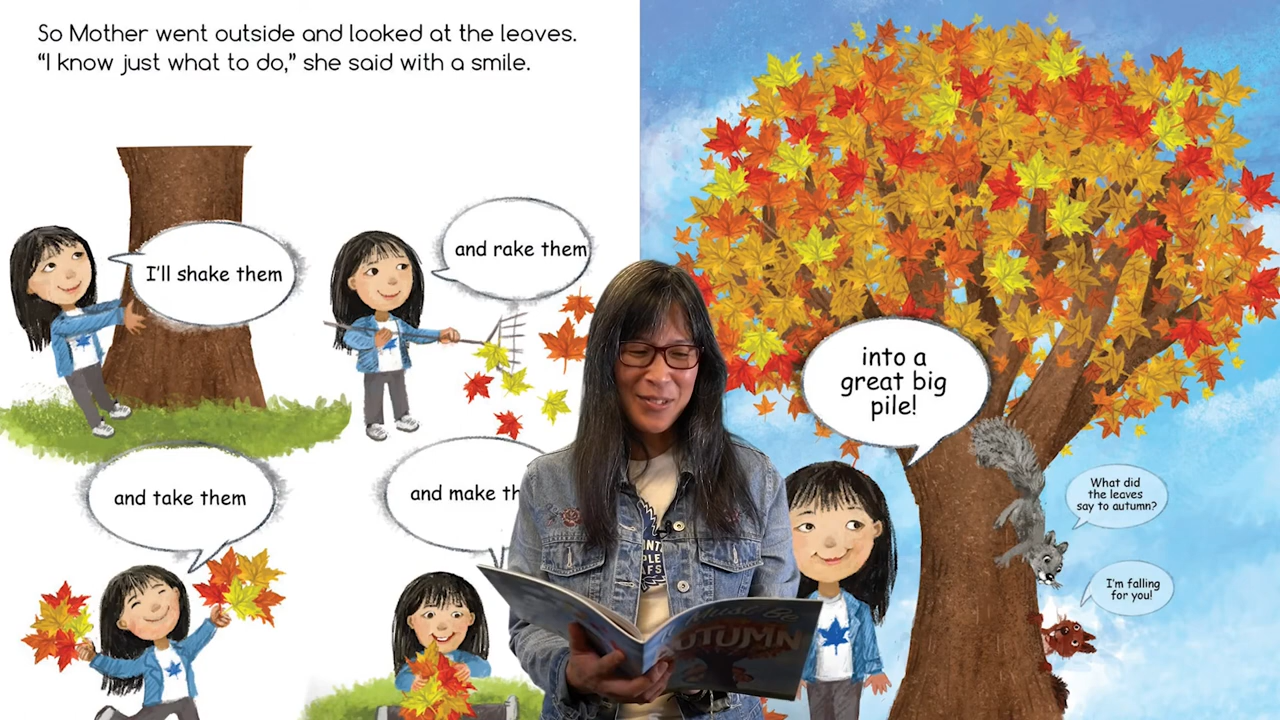 So Mother went outside and looked at the leaves.
“I know just what to do,” she said with a smile.
I’ll shake them
and rake them
and take them
and make th
into a
great big
pile!
What did
the leaves
say to autumn?
I’m falling
for you!
Must Be
AUTUMN